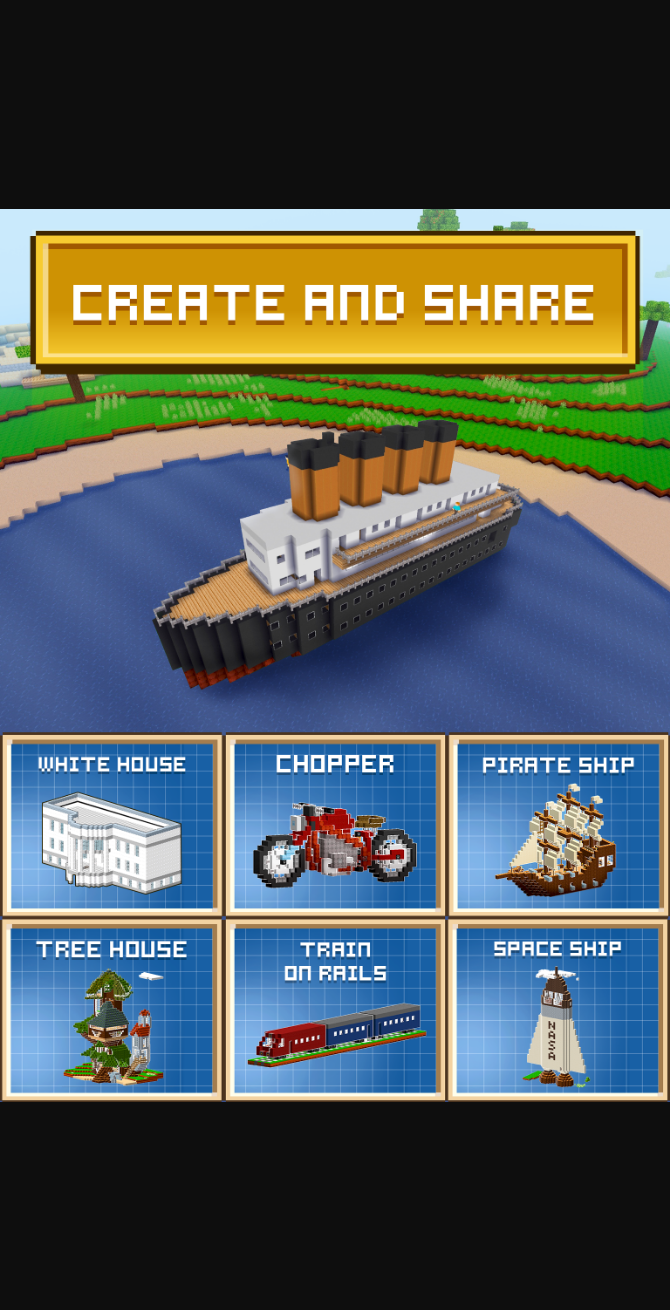 CREATE AND SHARE
WHITE HOUSE
CHOPPER
PIRATE SHIP
TREE HOUSE
TRAIN
ON RAILS
SPACE SHIP
NASA